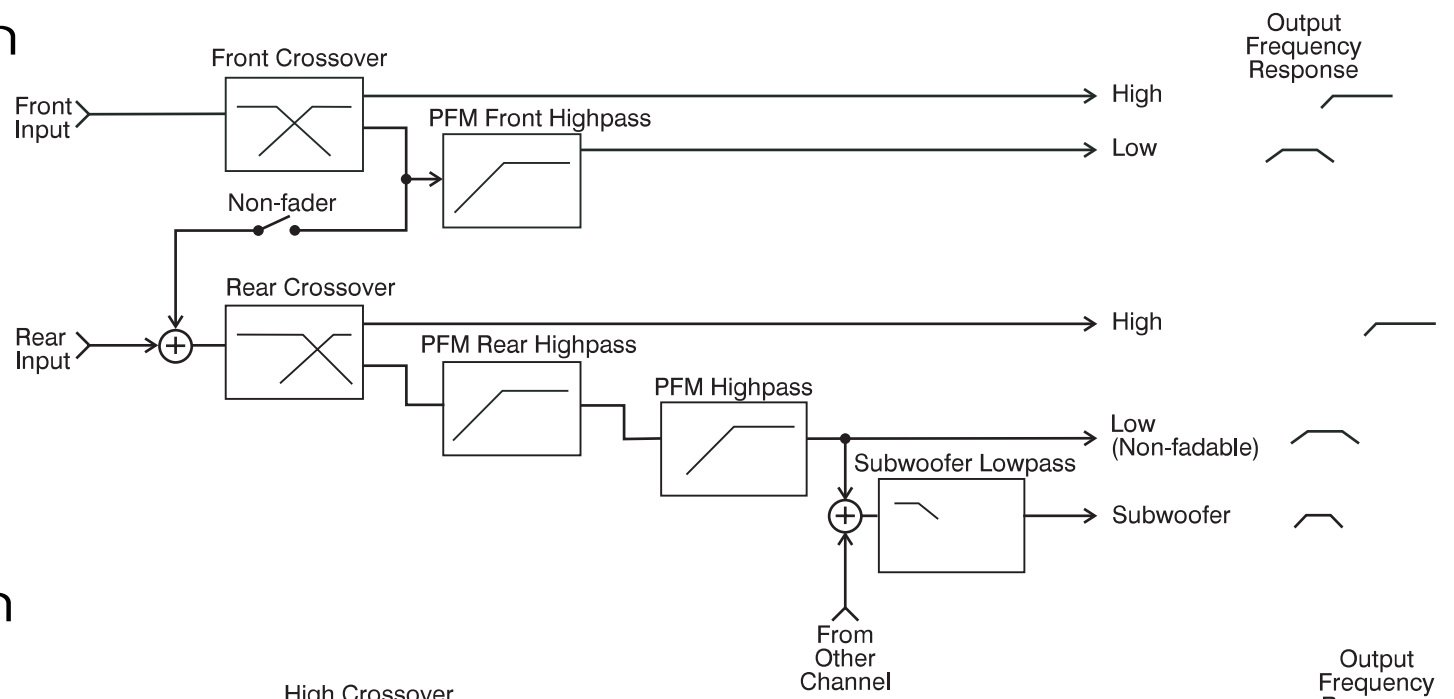 n
Output
Frequency
Response
Front Crossover
Front
Input
High
PFM Front Highpass
Low
Non-fader
Rear Crossover
Rear
Input
High
PFM Rear Highpass
PFM Highpass
Low
(Non-fadable)
Subwoofer Lowpass
Subwoofer
n
From
Other
Channel
Output
Frequency
High Crossover